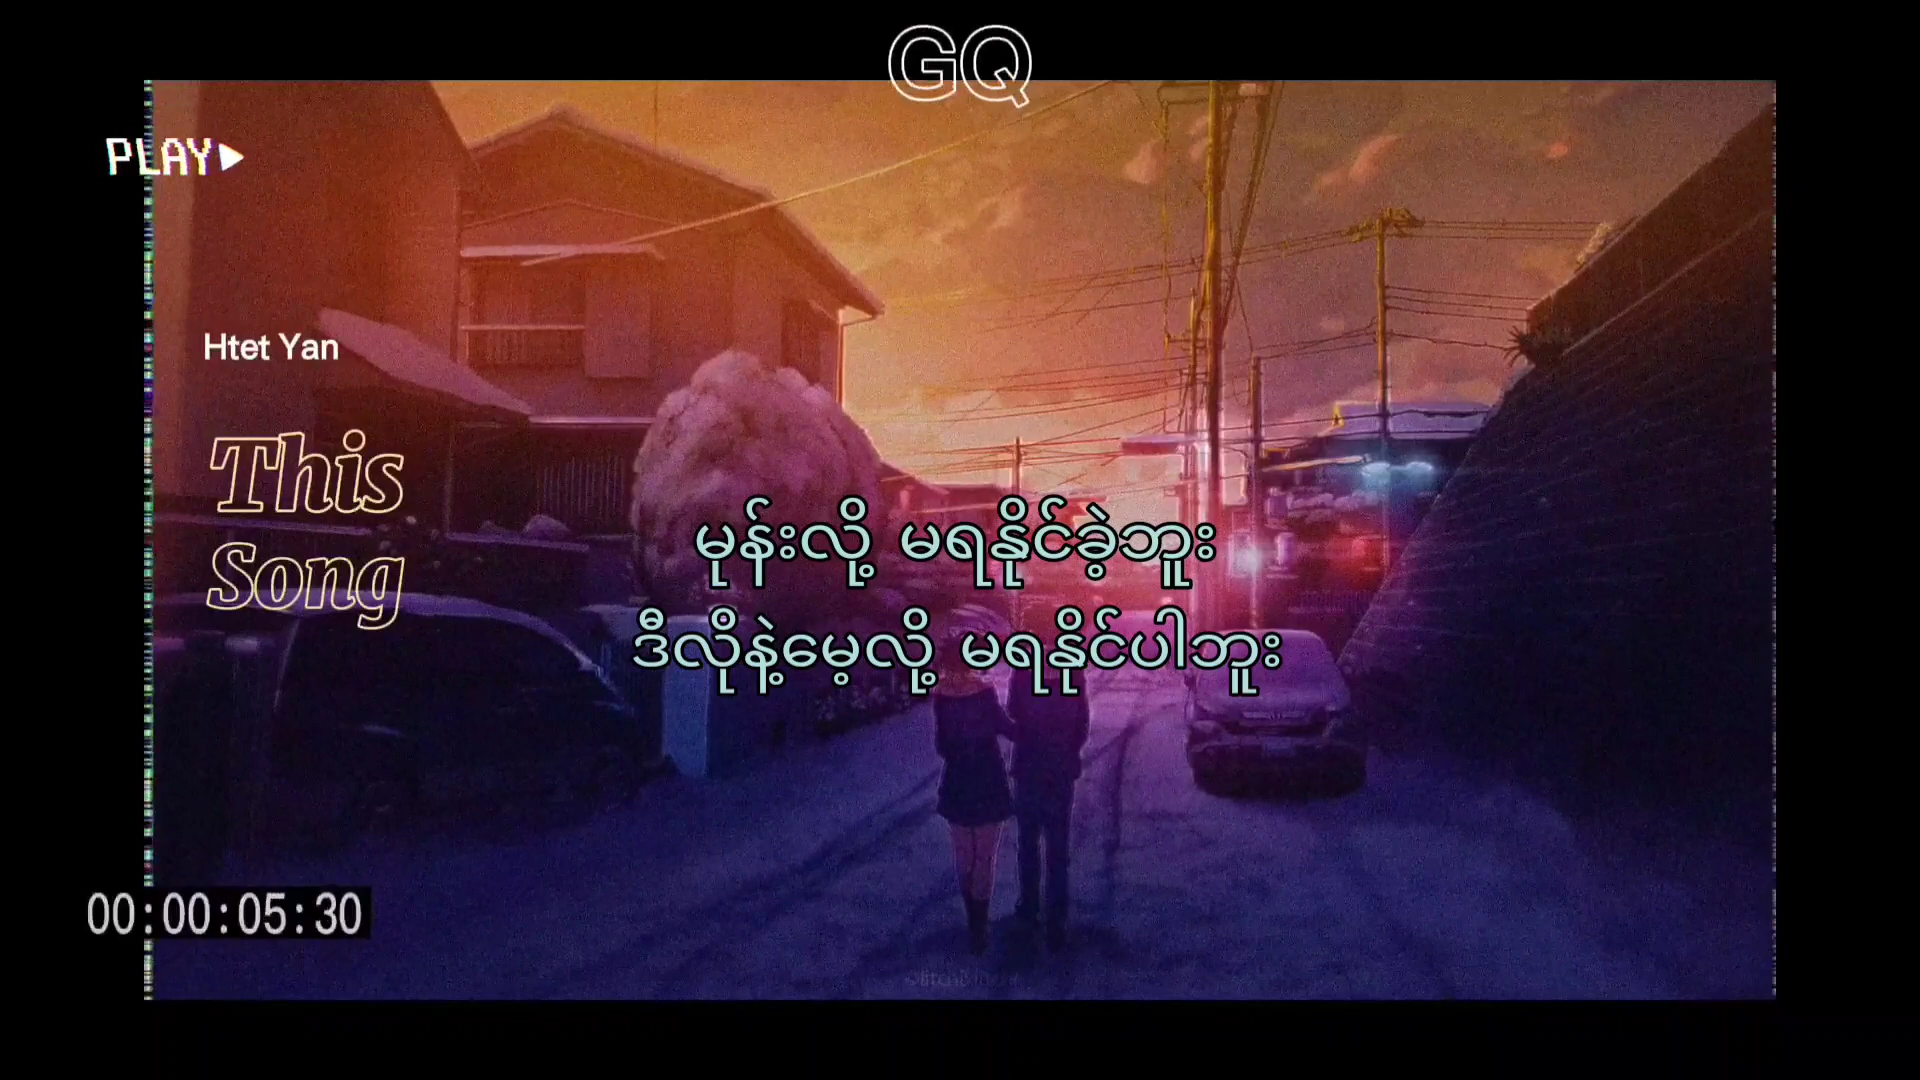 GQ
PLAY
Htet Yan
This
Song
မုန်းလို့ မရနိုင်ခဲ့ဘူး
ဒီလိုနဲ့မေ့လို့ မရနိုင်ပါဘူး
00:00:05:30